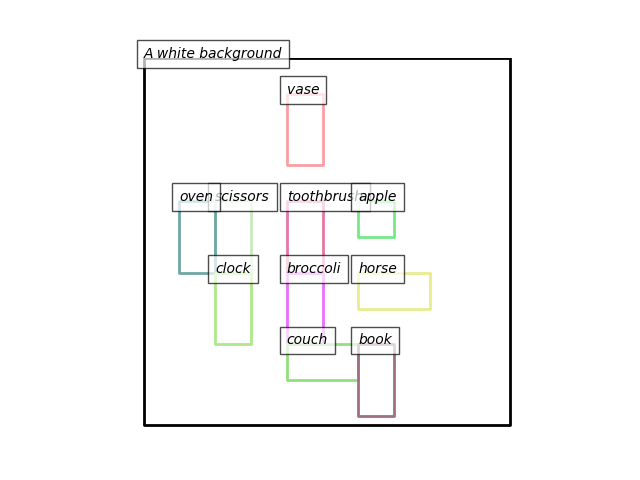 A white background
vase
oven
scissors
toothbrush
apple
clock
broccoli
horse
couch
book